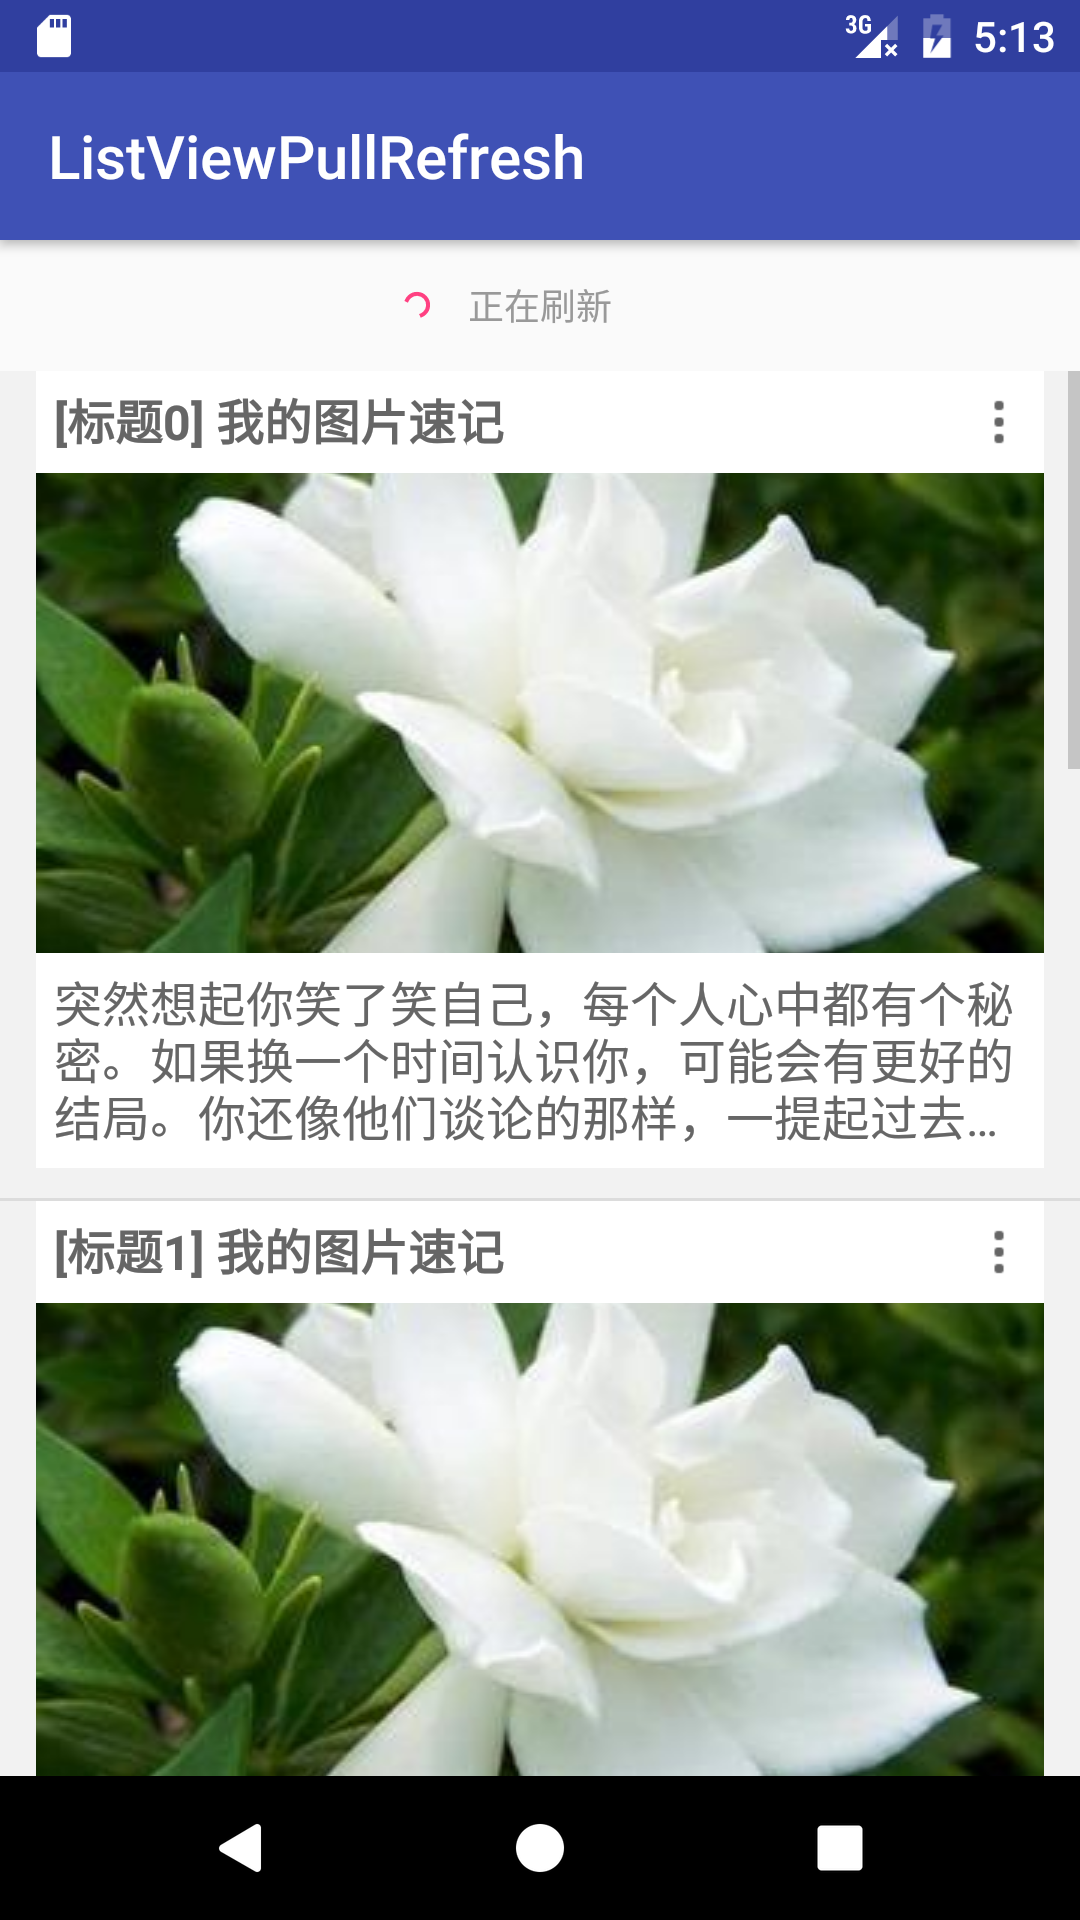 3G
5:13
ListViewPullRefresh
正在刷新
[标题0] 我的图片速记
突然想起你笑了笑自己，每个人心中都有个秘
密。如果换一个时间认识你，可能会有更好的
结局。你还像他们谈论的那样，一提起过去...
[标题1] 我的图片速记